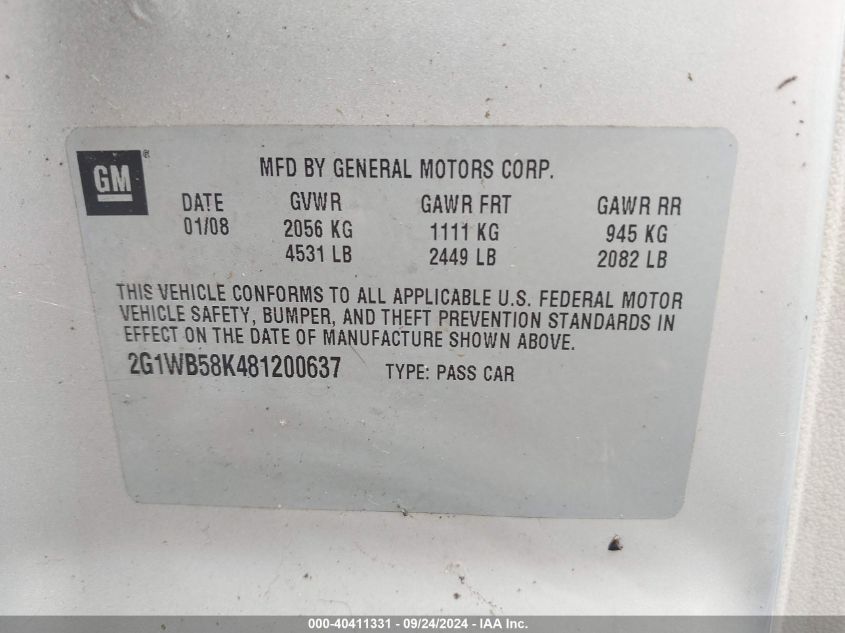 GM®
MFD BY GENERAL MOTORS CORP.
DATE GVWR GAWR FRT GAWR RR
01/08 2056 KG 1111 KG 945 KG
4531 LB 2449 LB 2082 LB
THIS VEHICLE CONFORMS TO ALL APPLICABLE U.S. FEDERAL MOTOR
VEHICLE SAFETY, BUMPER, AND THEFT PREVENTION STANDARDS IN
EFFECT ON THE DATE OF MANUFACTURE SHOWN ABOVE.
2G1WB58K481200637 TYPE: PASS CAR
000-40411331 - 09/24/2024 - IAA Inc.